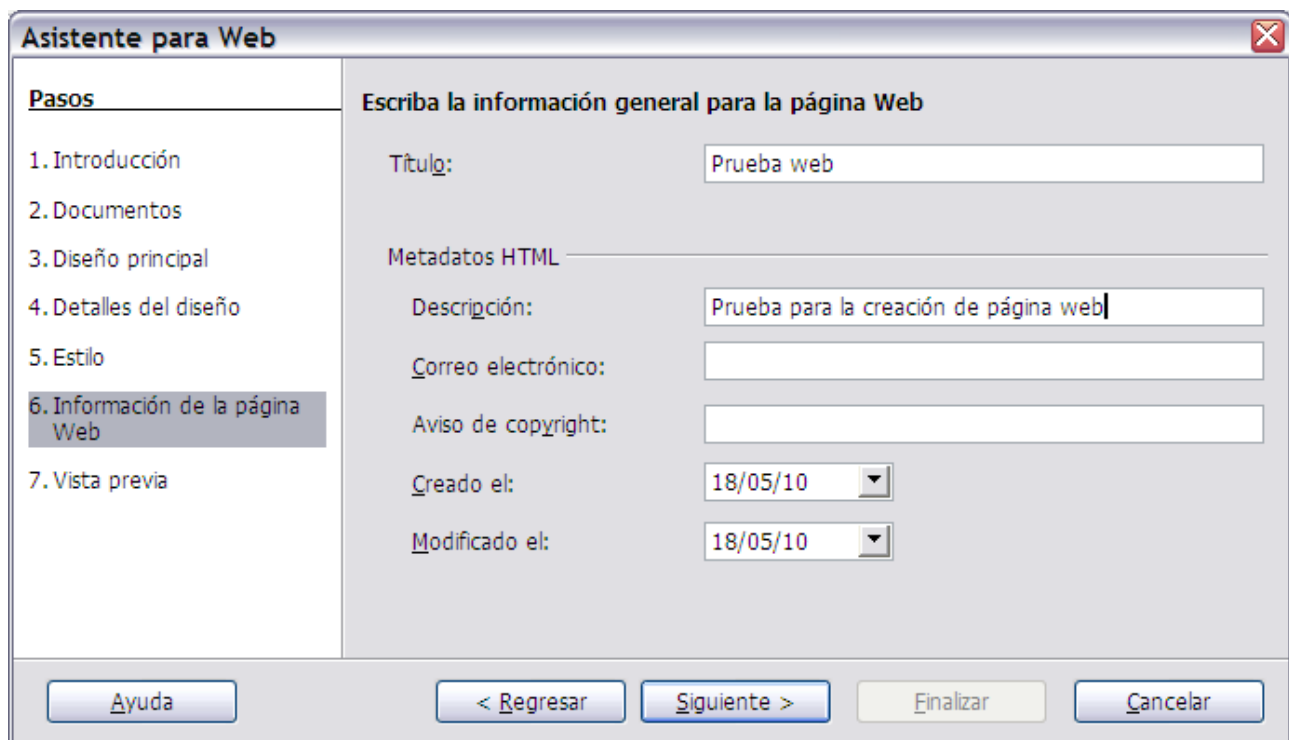 Asistente para Web
Pasos
1. Introducción
2. Documentos
3. Diseño principal
4. Detalles del diseño
5. Estilo
6. Información de la página
Web
7. Vista previa
Escriba la información general para la página Web
Título: Prueba web
Metadatos HTML
Descripción: Prueba para la creación de página web
Correo electrónico:
Aviso de copyright:
Creado el: 18/05/10
Modificado el: 18/05/10
Ayuda < Regresar Siguiente > Finalizar Cancelar